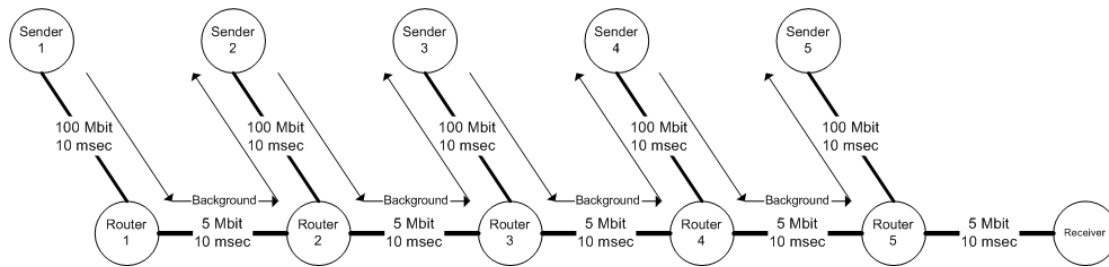 Sender
1
Sender
2
Sender
3
Sender
4
Sender
5
100 Mbit
10 msec
100 Mbit
10 msec
100 Mbit
10 msec
100 Mbit
10 msec
100 Mbit
10 msec
Background
Background
Background
Background
Router
1
5 Mbit
10 msec
Router
2
5 Mbit
10 msec
Router
3
5 Mbit
10 msec
Router
4
5 Mbit
10 msec
Router
5
5 Mbit
10 msec
Receiver